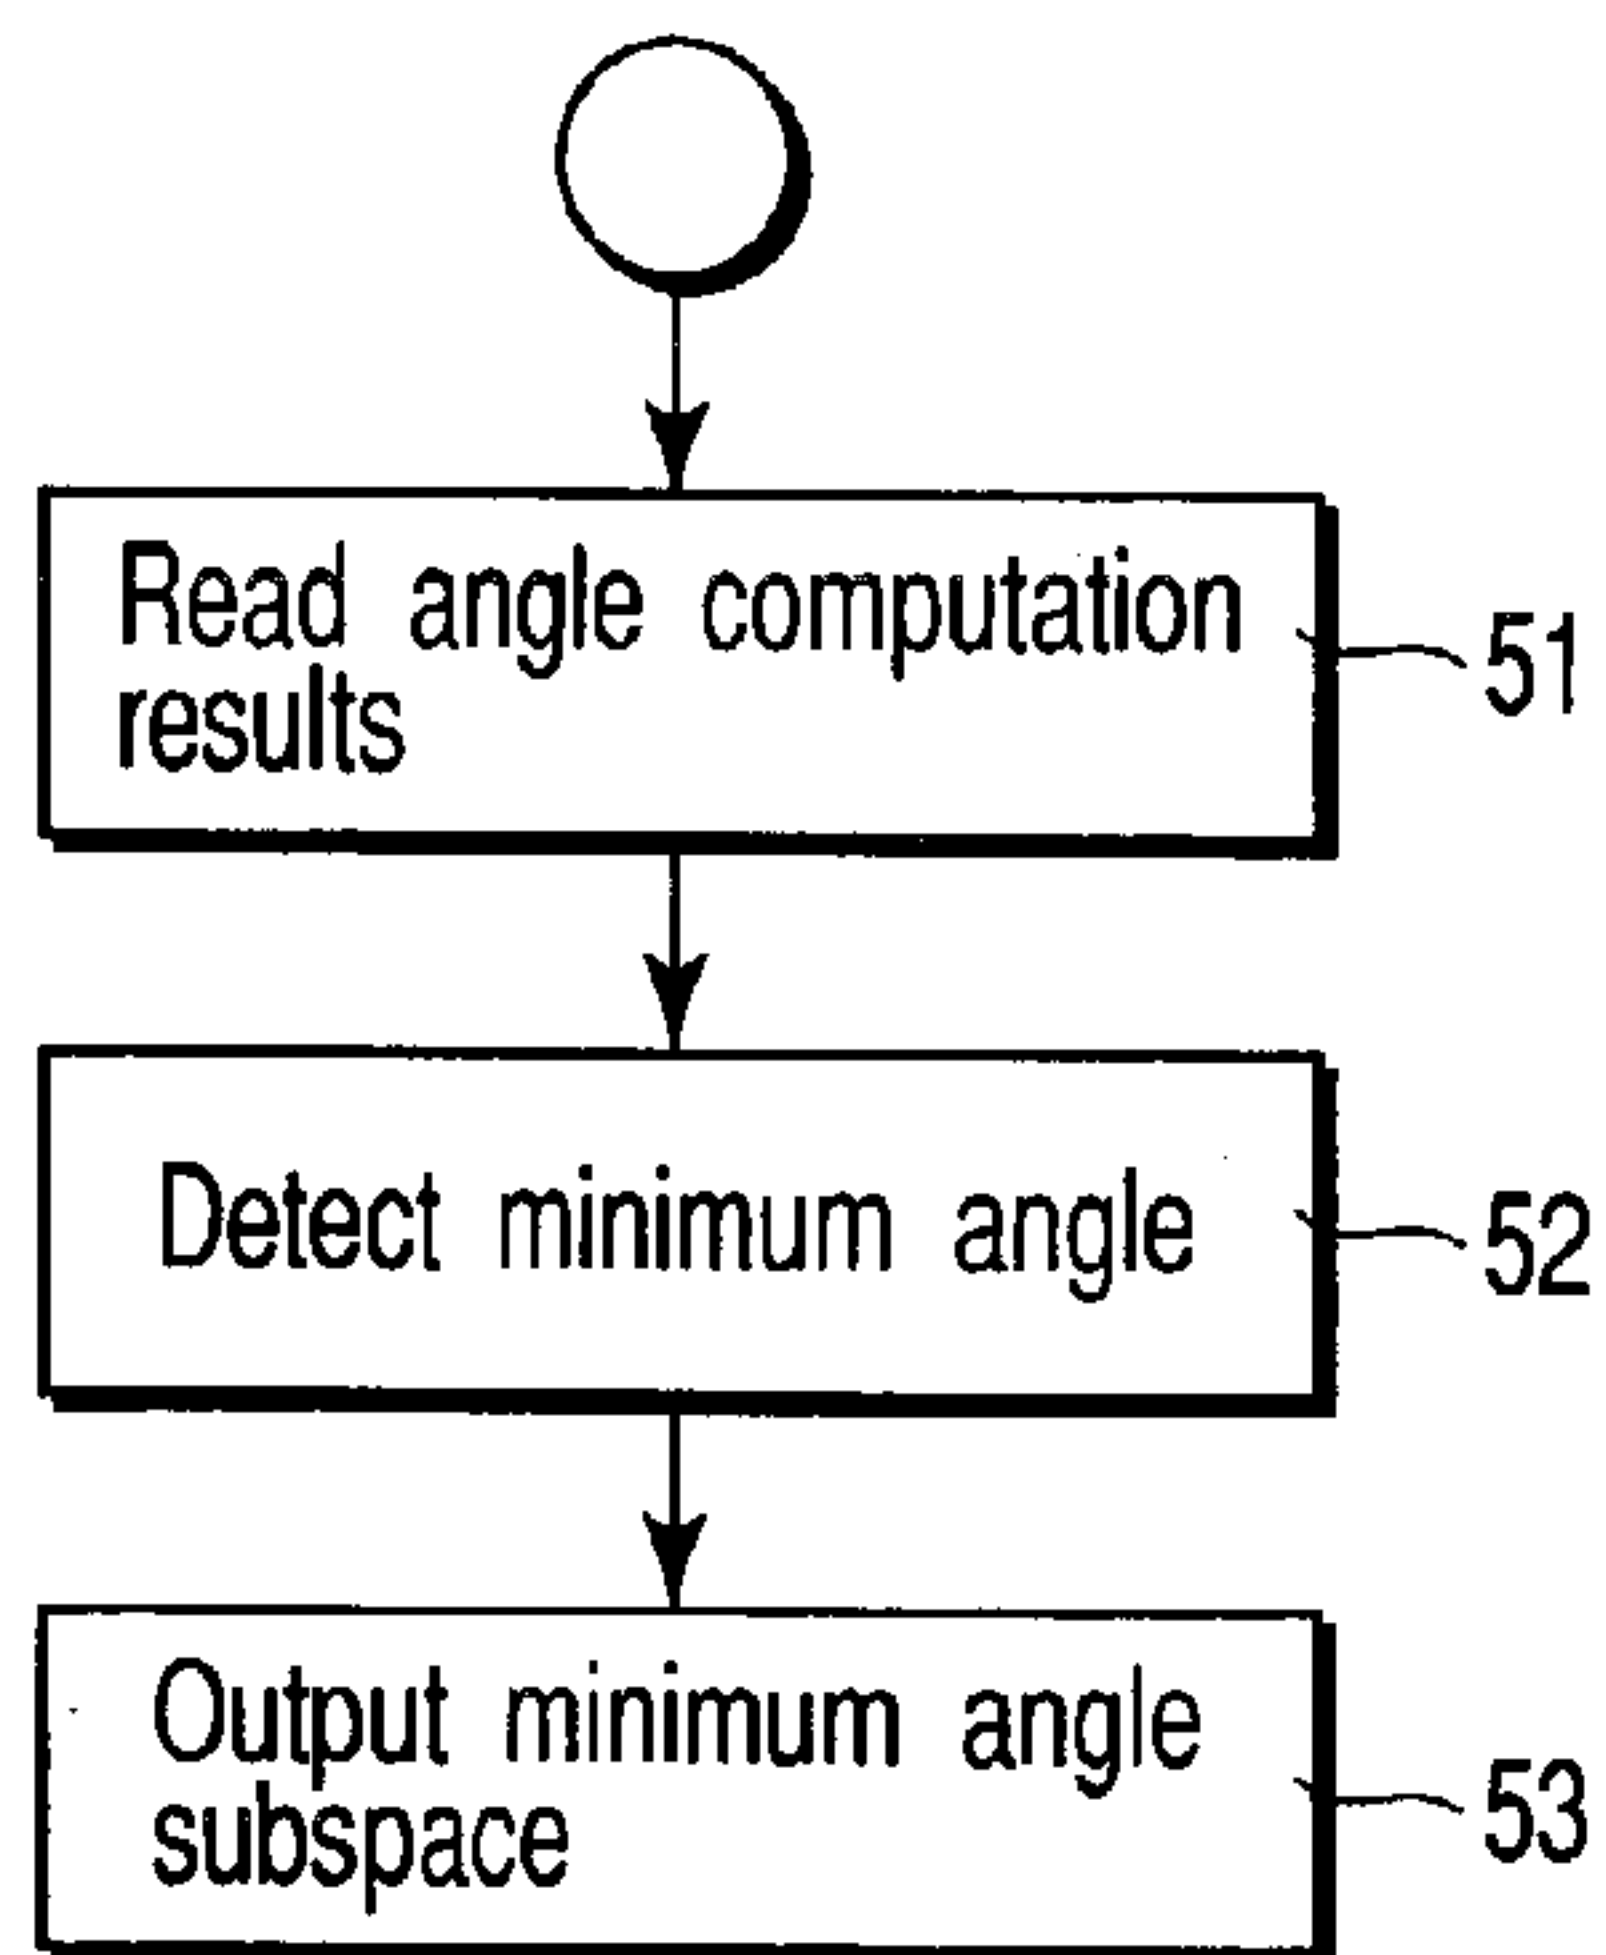 Read angle computation
results
51
Detect minimum angle
52
Output minimum angle
subspace
53